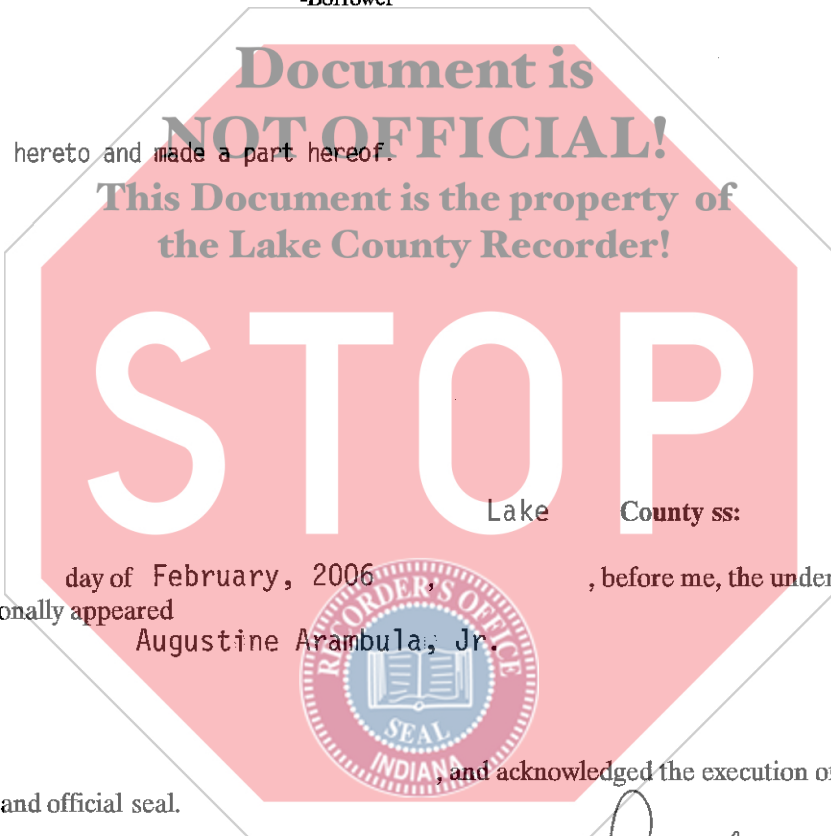 -Borrower
Document is
NOT OFFICIAL!
hereto and made a part hereof.
This Document is the property of
the Lake County Recorder!
STOP
Lake County ss:
day of February, 2006 , , before me, the under
onally appeared
Augustine Arambula, Jr.
RECORDER'S OFFICE
SEAL
INDIANA
, and acknowledged the execution of
and official seal.